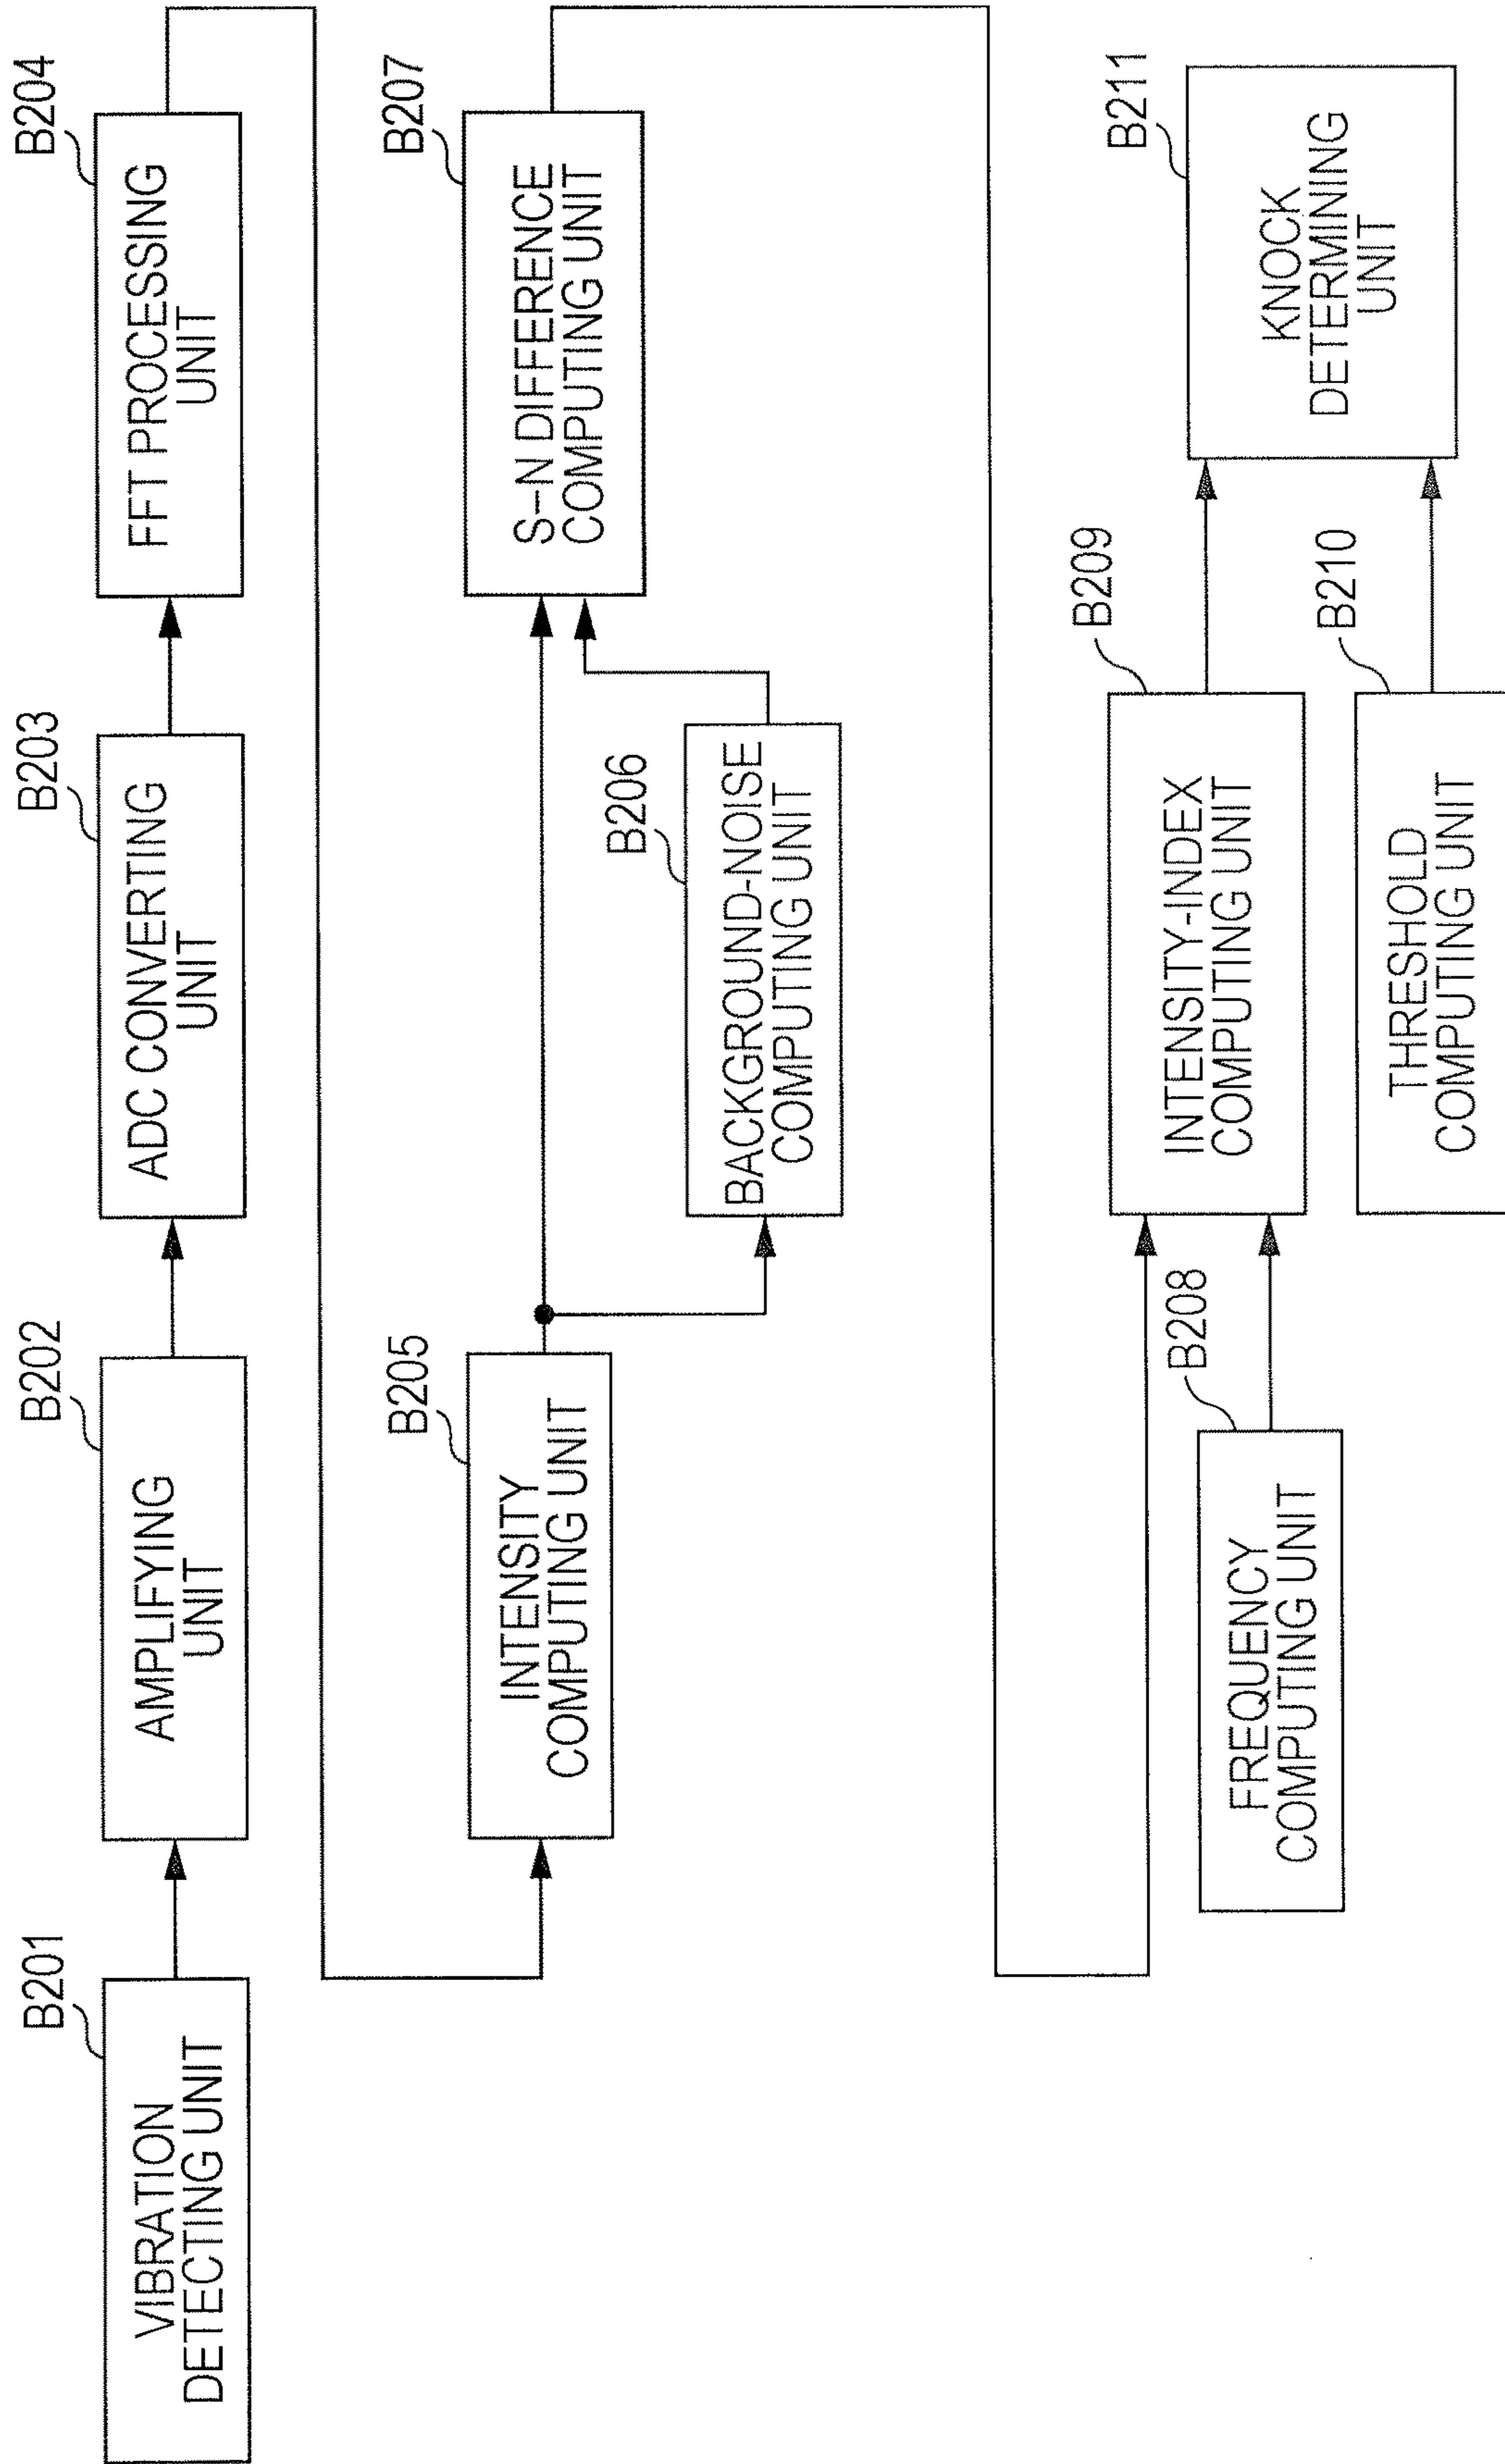 B201
VIBRATION
DETECTING UNIT
B202
AMPLIFYING
UNIT
B203
ADC CONVERTING
UNIT
B204
FFT PROCESSING
UNIT
B205
INTENSITY
COMPUTING UNIT
B206
BACKGROUND-NOISE
COMPUTING UNIT
B207
S-N DIFFERENCE
COMPUTING UNIT
B208
FREQUENCY
COMPUTING UNIT
B209
INTENSITY-INDEX
COMPUTING UNIT
B210
THRESHOLD
COMPUTING UNIT
B211
KNOCK
DETERMINING
UNIT